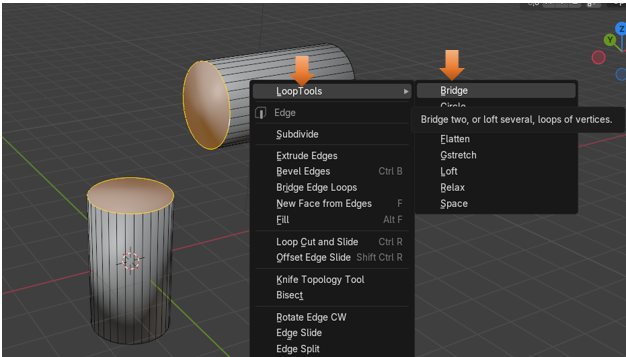 Z
Y
LoopTools
Edge
Subdivide
Extrude Edges
Bevel Edges Ctrl B
Bridge Edge Loops
New Face from Edges F
Fill Alt F
Loop Cut and Slide Ctrl R
Offset Edge Slide Shift Ctrl R
Knife Topology Tool
Bisect
Rotate Edge CW
Edge Slide
Edge Split
Bridge
Circle
Bridge two, or loft several, loops of vertices.
Flatten
Gstretch
Loft
Relax
Space